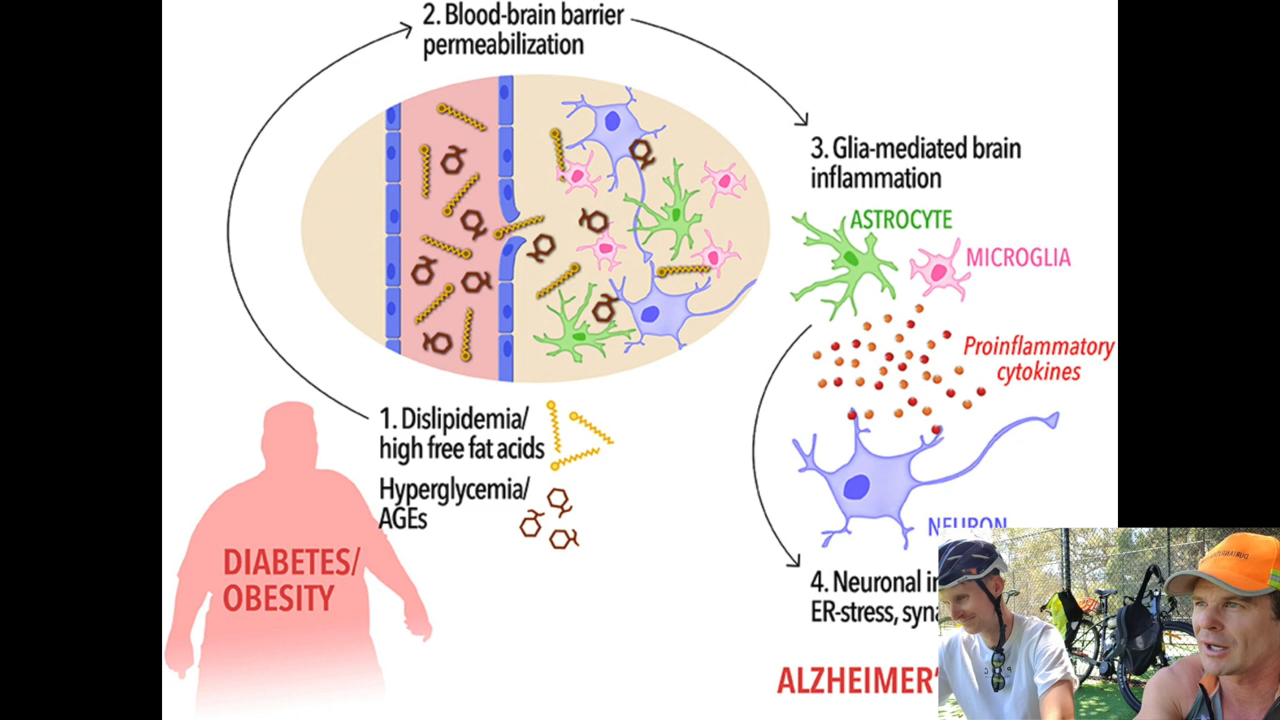 2. Blood-brain barrier
permeabilization
3. Glia-mediated brain
inflammation
ASTROCYTE
MICROGLIA
Proinflammatory
cytokines
1. Dislipidemia/
high free fat acids
Hyperglycemia/
AGEs
DIABETES/
OBESITY
NEURON
4. Neuronal
ER-stress,
ALZHEIMER'